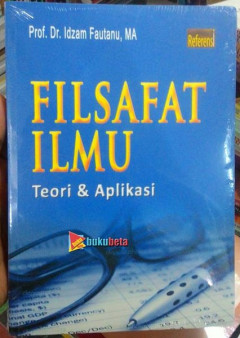 Prof. Dr. Idzam Fautanu, MA
Referensi
FILSAFAT
ILMU
Teori & Aplikasi
bukubeta